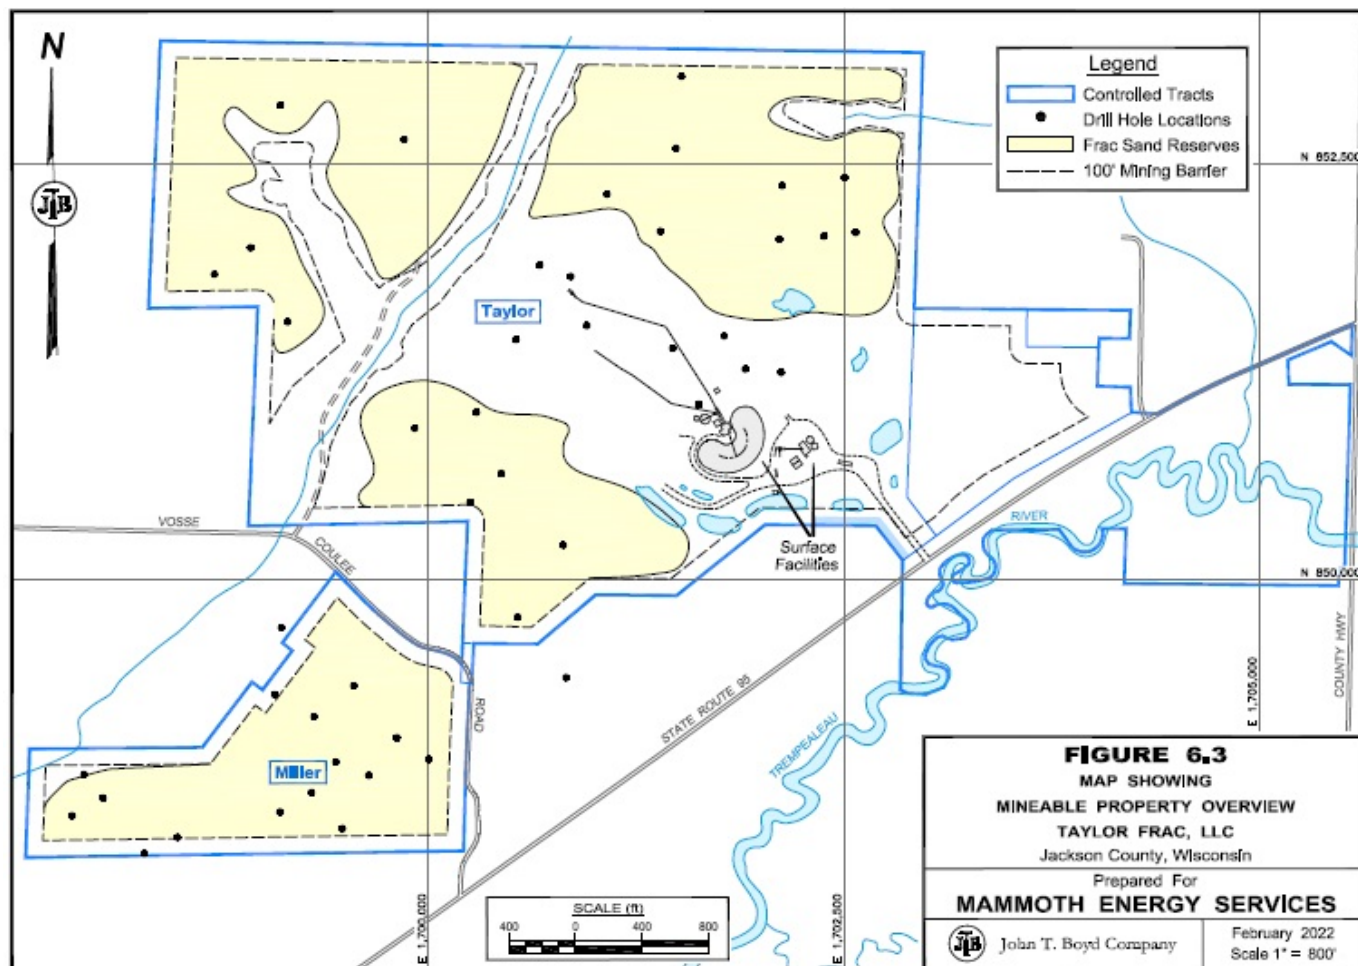 N
JTB
Legend
Controlled Tracts
Drill Hole Locations
Frac Sand Reserves
100' Mining Barrier
N 852,500
Taylor
VOSSE
COULEE
ROAD
Surface
Facilities
RIVER
N 850,000
COUNTY HWY
E 1,705,000
STATE ROUTE 95
TREMPEALEAU
Miller
E 1,700,000
E 1,702,500
SCALE (ft)
400 0 400 800
FIGURE 6.3
MAP SHOWING
MINEABLE PROPERTY OVERVIEW
TAYLOR FRAC, LLC
Jackson County, Wisconsin
Prepared For
MAMMOTH ENERGY SERVICES
JTB John T. Boyd Company
February 2022
Scale 1" = 800'